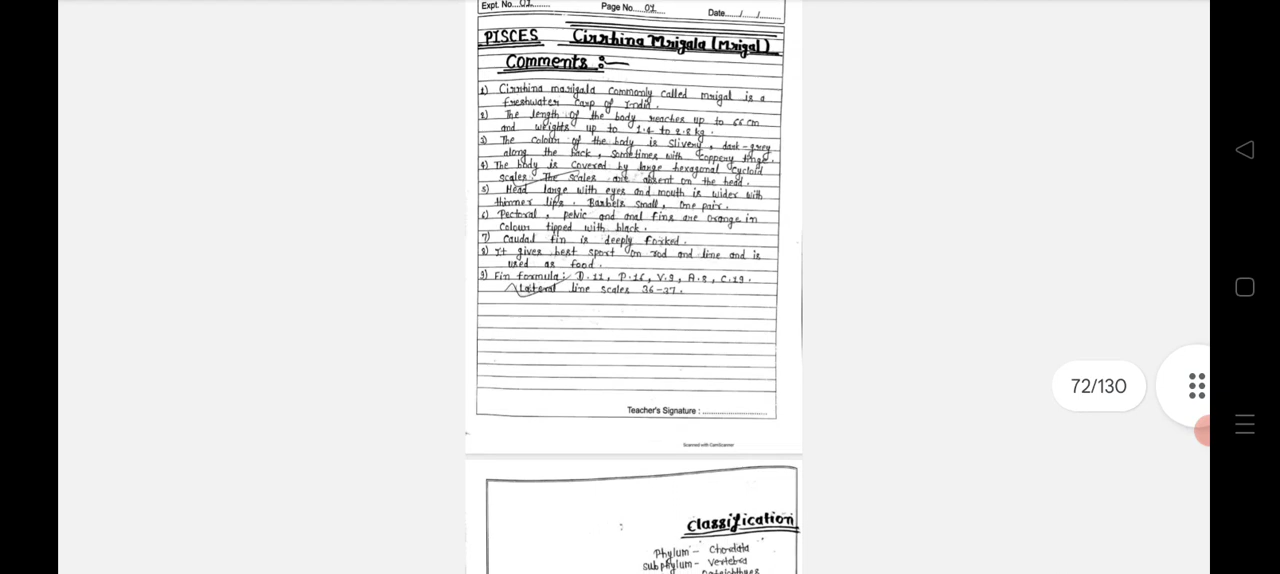 Expt. No....01..........
Page No....01.
Date....../....../..........
PISCES Cirrhina Mrigala (Mrigal)
Comments :-
1) Cirrhina marigala commonly called mrigal is a
freshwater carp of India.
2) The length of the body reaches up to 66 cm
and weights up to 1.4 to 2.8 kg.
3) The colour of the body is slivery, dark-grey
along the back, sometimes with coppery tinge.
4) The body is covered by large hexagonal cycloid
scales. The scales are absent on the head.
5) Head large with eyes and mouth is wider with
thinner lips. Barbels small, one pair.
6) Pectoral, pelvic and anal fins are orange in
colour tipped with black.
7) Caudal fin is deeply forked.
8) It gives best sport on rod and line and is
used as food.
9) Fin formula:- D.11, P.16, V.9, A.8, C.19.
Lateral line scales 36-37.
Teacher's Signature : ........................
Scanned with CamScanner
72/130
Classification
Phylum - Chordata
Subphylum - Vertebra